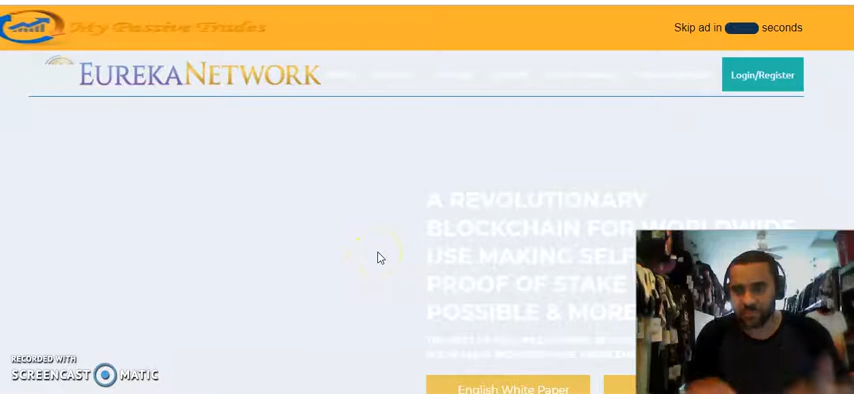 My Passive Trades
Skip ad in seconds
EUREKANETWORK
Login/Register
A REVOLUTIONARY
BLOCKCHAIN FOR WORLDWIDE
USE MAKING SELF
PROOF OF STAKE
POSSIBLE & MORE
English White Paper
RECORDED WITH
SCREENCAST MATIC